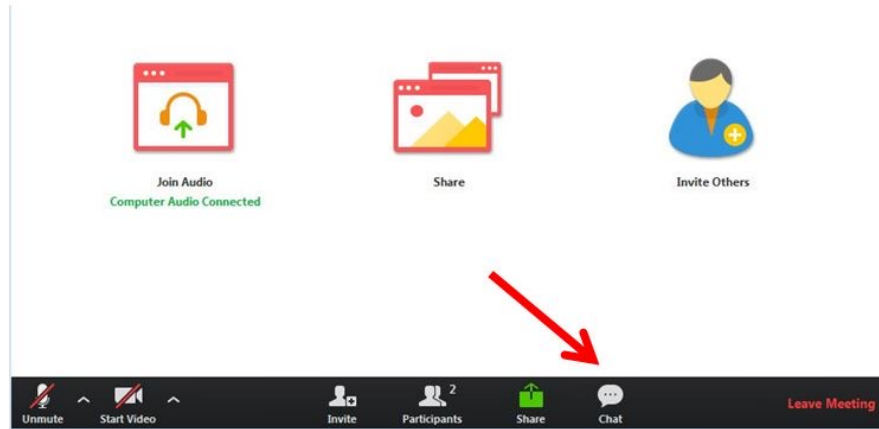 Join Audio
Computer Audio Connected
Share
Invite Others
Unmute
Start Video
Invite
Participants
2
Share
Chat
Leave Meeting